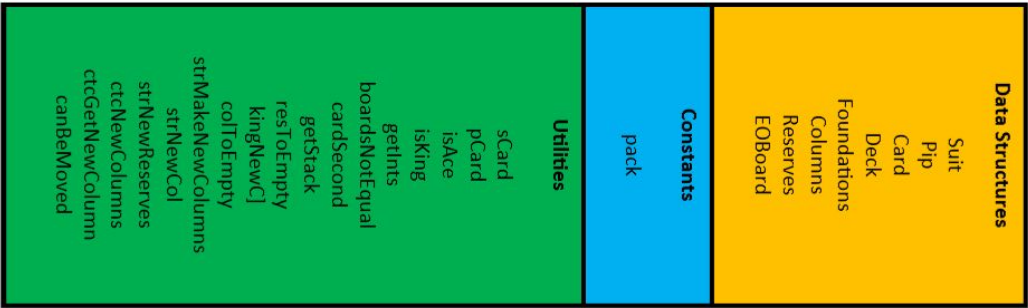 Data Structures
Suit
Pip
Card
Deck
Foundations
Columns
Reserves
EOBoard
Constants
pack
Utilities
sCard
pCard
isAce
isKing
getInts
boardsNotEqual
cardSecond
getStack
resToEmpty
kingNewC]
colToEmpty
strMakeNewColumns
strNewCol
strNewReserves
ctcNewColumns
ctcGetNewColumn
canBeMoved